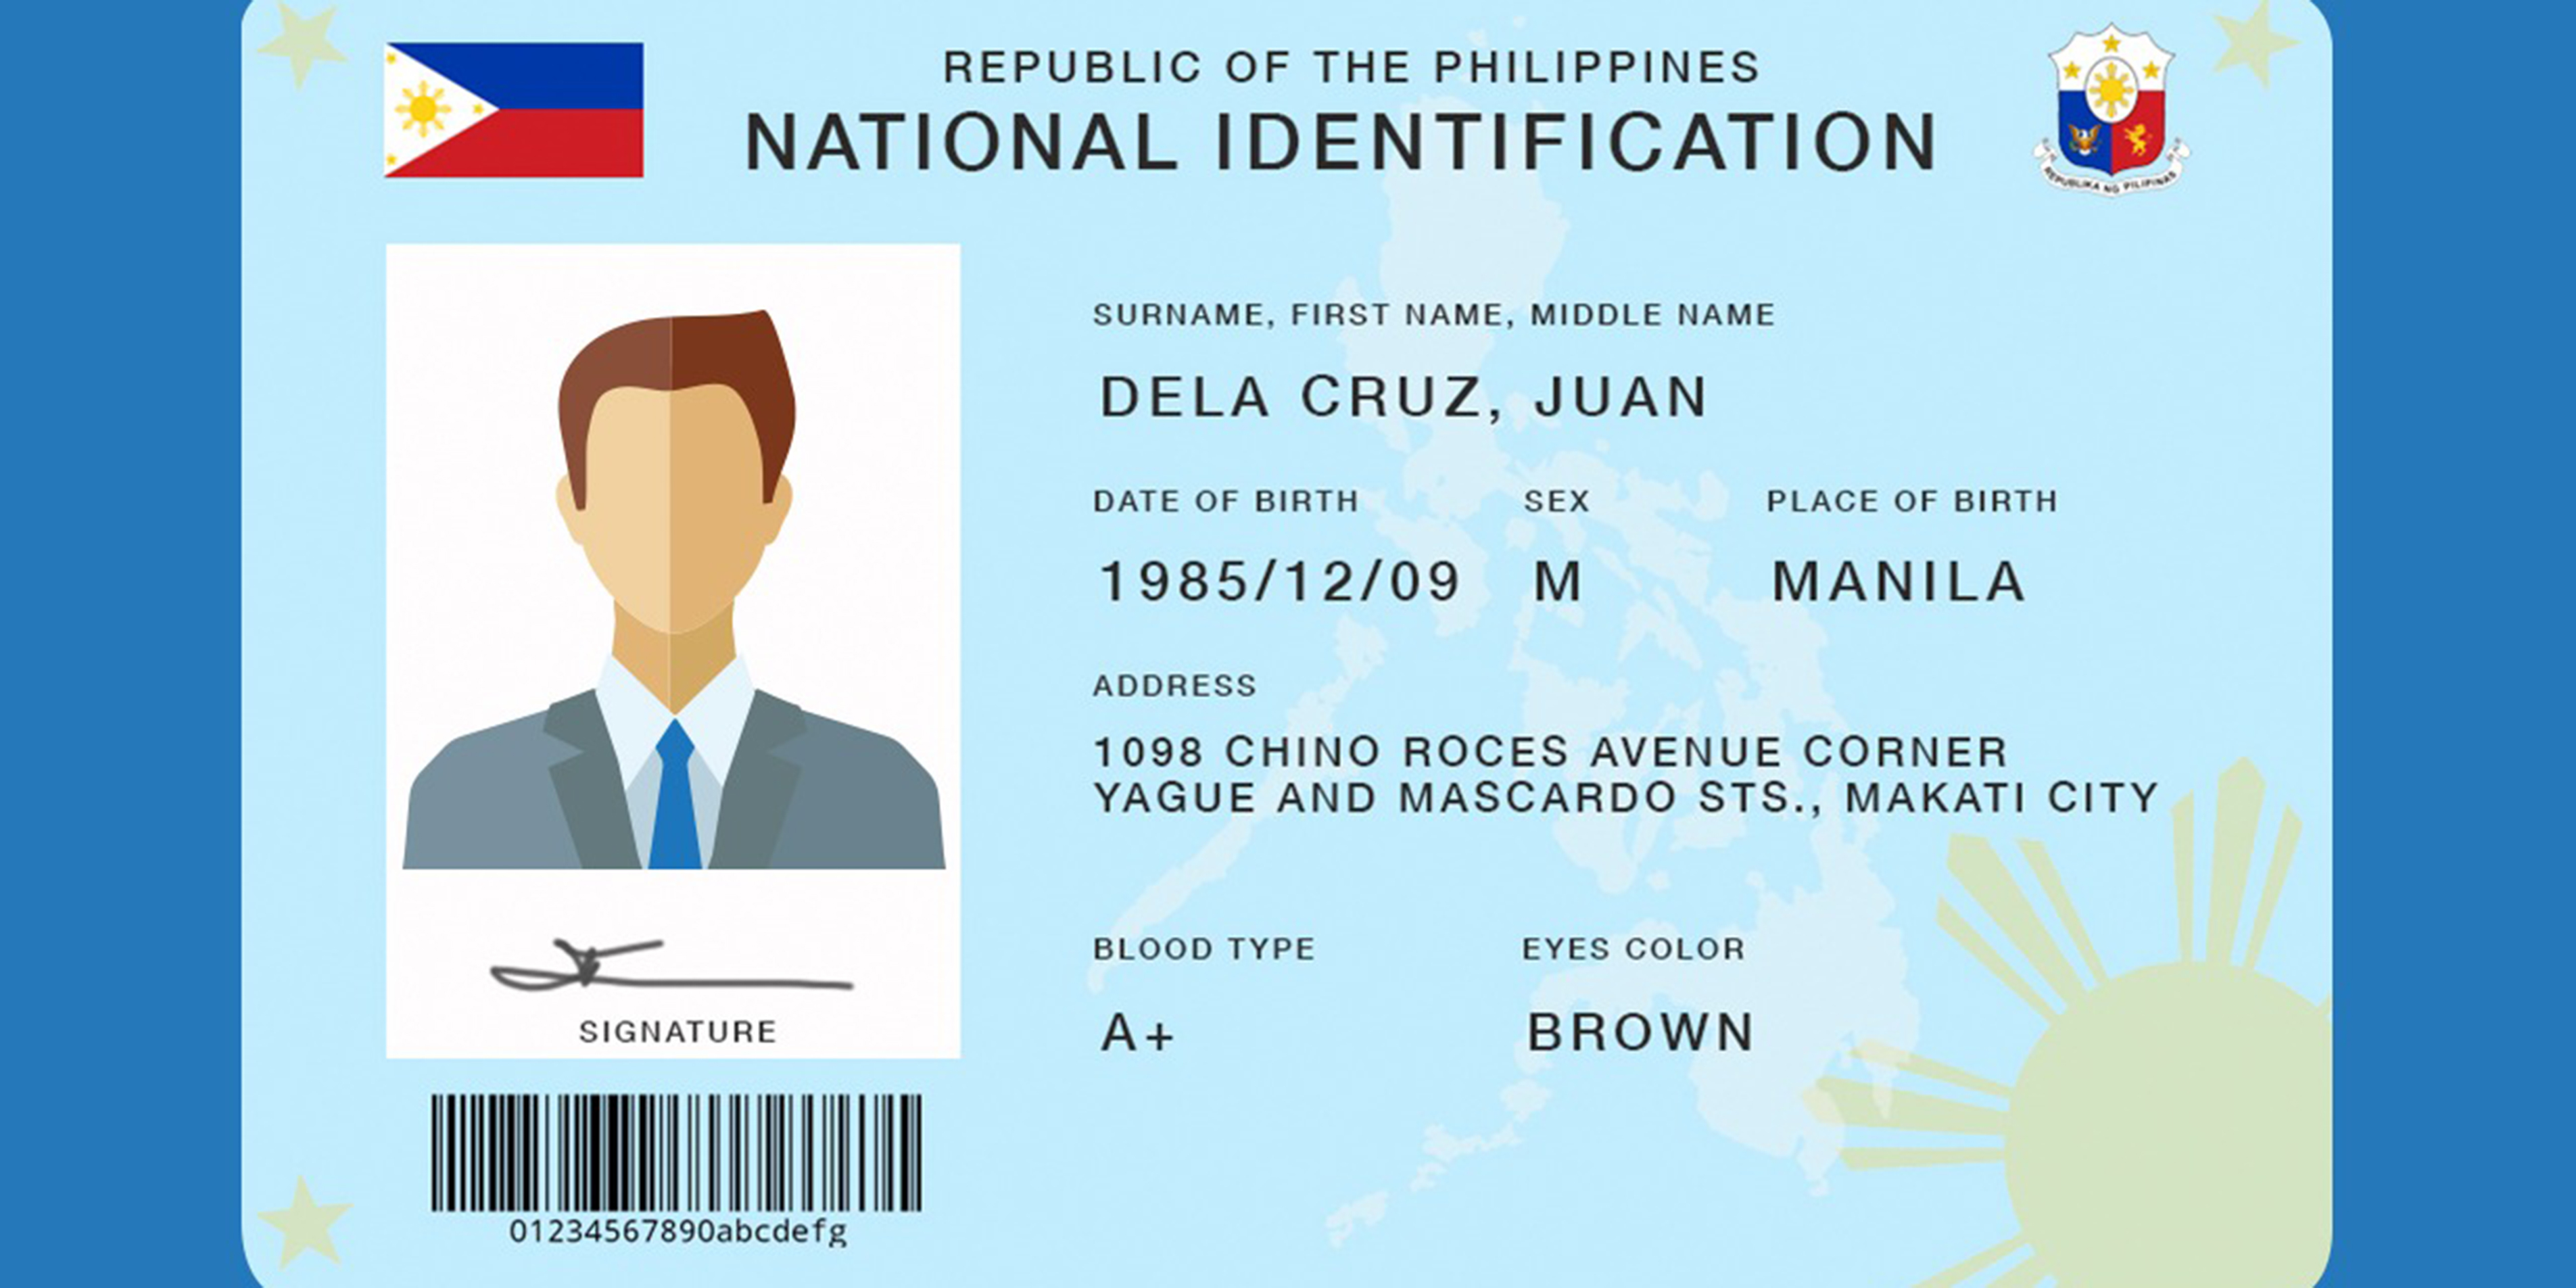 REPUBLIC OF THE PHILIPPINES
NATIONAL IDENTIFICATION
REPUBLIKA NG PILIPINAS
SURNAME, FIRST NAME, MIDDLE NAME
DELA CRUZ, JUAN
DATE OF BIRTH SEX PLACE OF BIRTH
1985/12/09 M MANILA
ADDRESS
1098 CHINO ROCES AVENUE CORNER
YAGUE AND MASCARDO STS., MAKATI CITY
BLOOD TYPE EYES COLOR
A+ BROWN
SIGNATURE
01234567890abcdefg